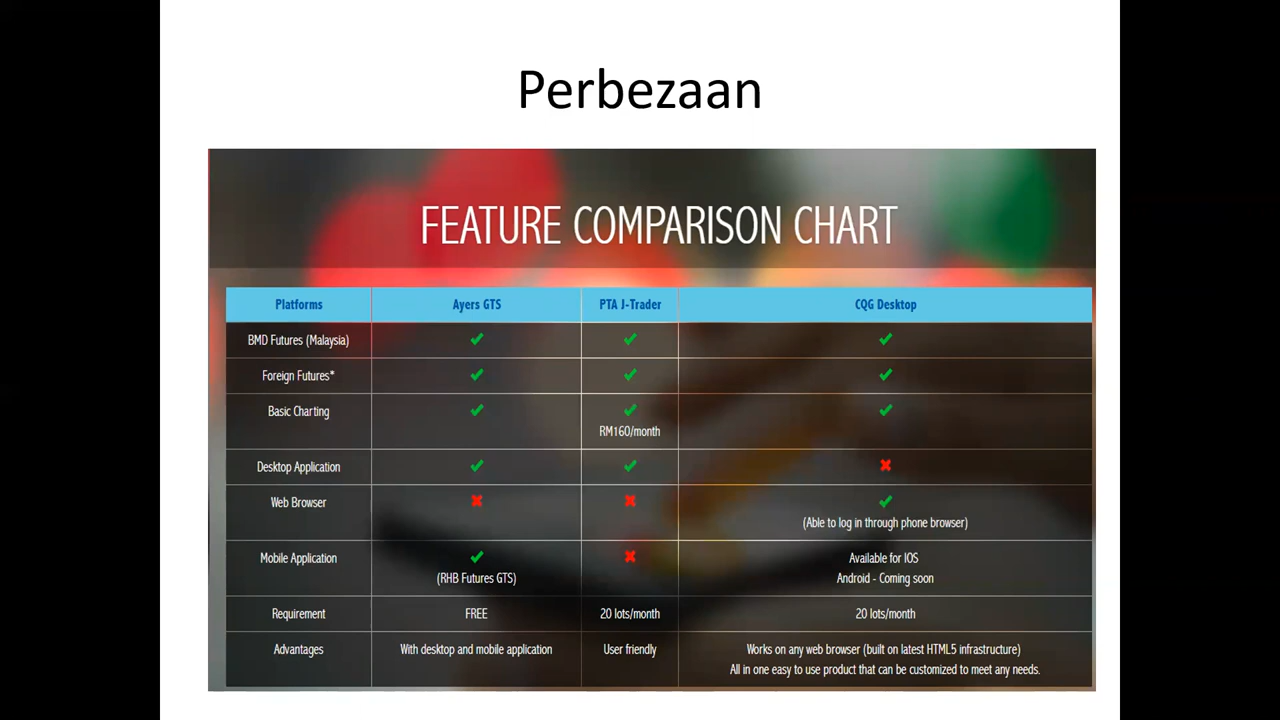 Perbezaan
FEATURE COMPARISON CHART
Platforms Ayers GTS PTA J-Trader CQG Desktop
BMD Futures (Malaysia) ✔ ✔ ✔
Foreign Futures* ✔ ✔ ✔
Basic Charting ✔ ✔ ✔
RM160/month
Desktop Application ✔ ✔ ✖
Web Browser ✖ ✖ ✔
(Able to log in through phone browser)
Mobile Application ✔ ✖ Available for IOS
(RHB Futures GTS) Android - Coming soon
Requirement FREE 20 lots/month 20 lots/month
Advantages With desktop and mobile application User friendly Works on any web browser (built on latest HTML5 infrastructure)
All in one easy to use product that can be customized to meet any needs.